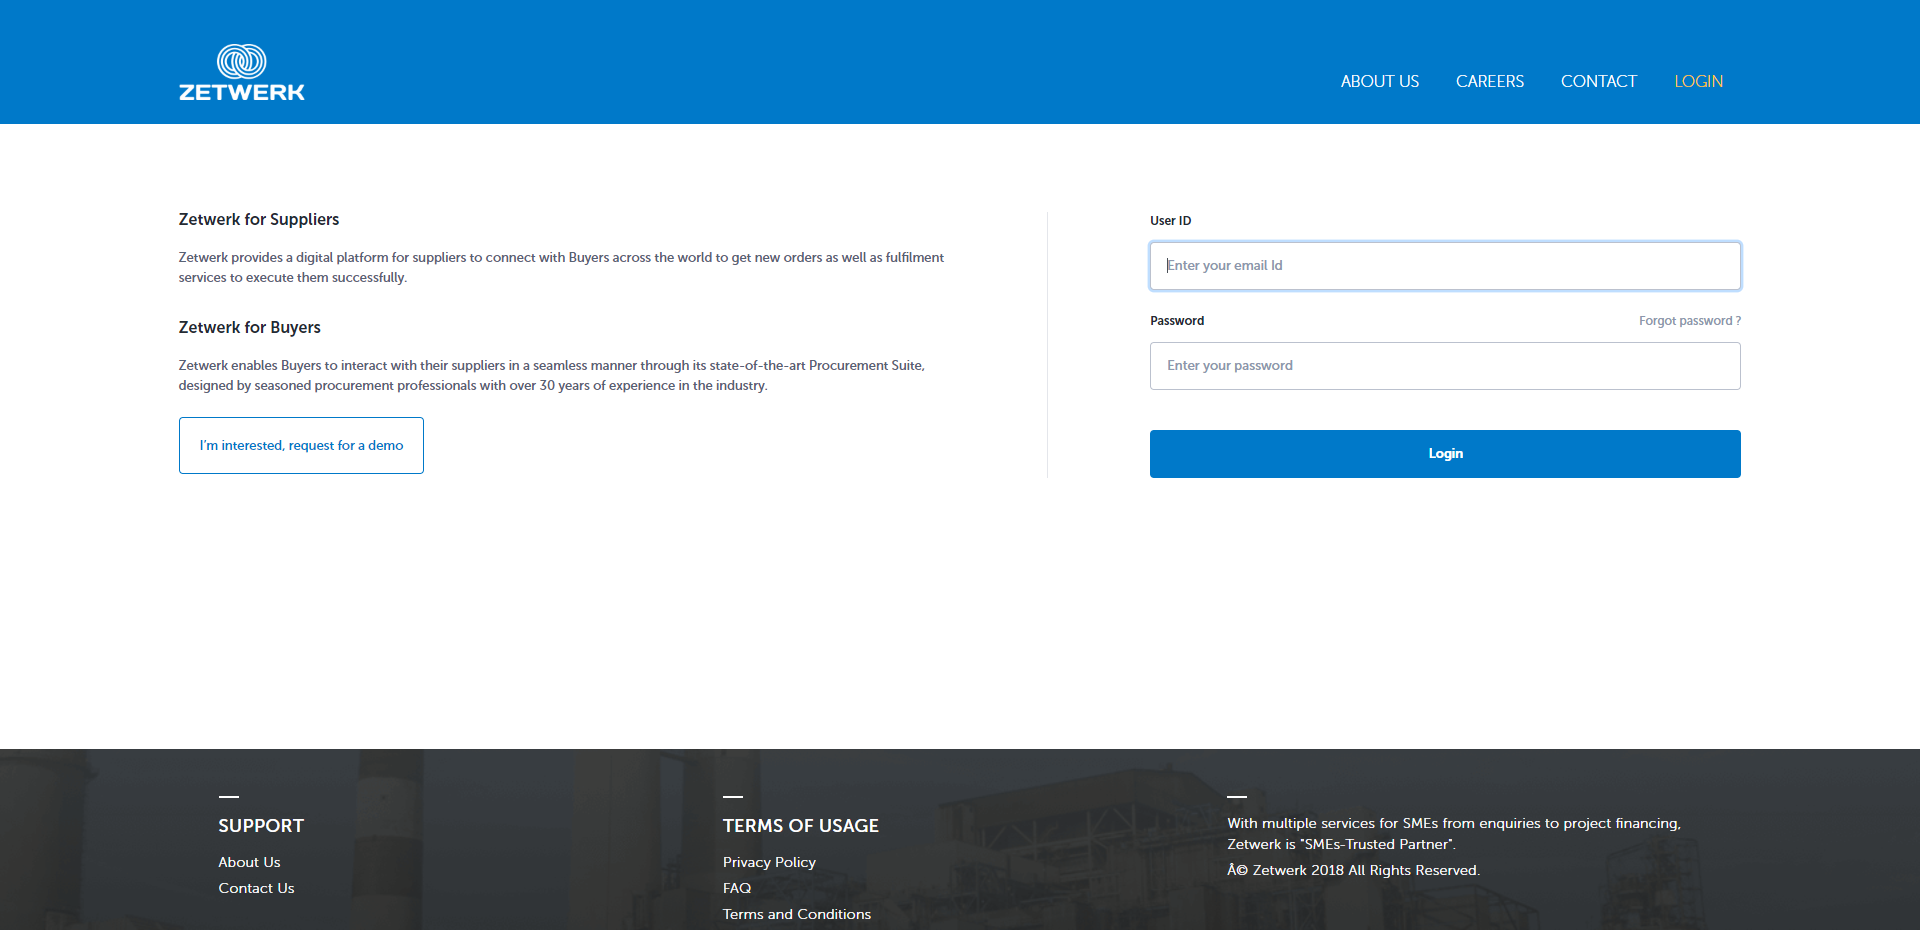 ZETWERK
ABOUT US
CAREERS
CONTACT
LOGIN
Zetwerk for Suppliers
Zetwerk provides a digital platform for suppliers to connect with Buyers across the world to get new orders as well as fulfilment
services to execute them successfully.
Zetwerk for Buyers
Zetwerk enables Buyers to interact with their suppliers in a seamless manner through its state-of-the-art Procurement Suite,
designed by seasoned procurement professionals with over 30 years of experience in the industry.
I'm interested, request for a demo
User ID
Enter your email Id
Password
Forgot password ?
Enter your password
Login
SUPPORT
About Us
Contact Us
TERMS OF USAGE
Privacy Policy
FAQ
Terms and Conditions
With multiple services for SMEs from enquiries to project financing,
Zetwerk is "SMEs-Trusted Partner".
Â© Zetwerk 2018 All Rights Reserved.